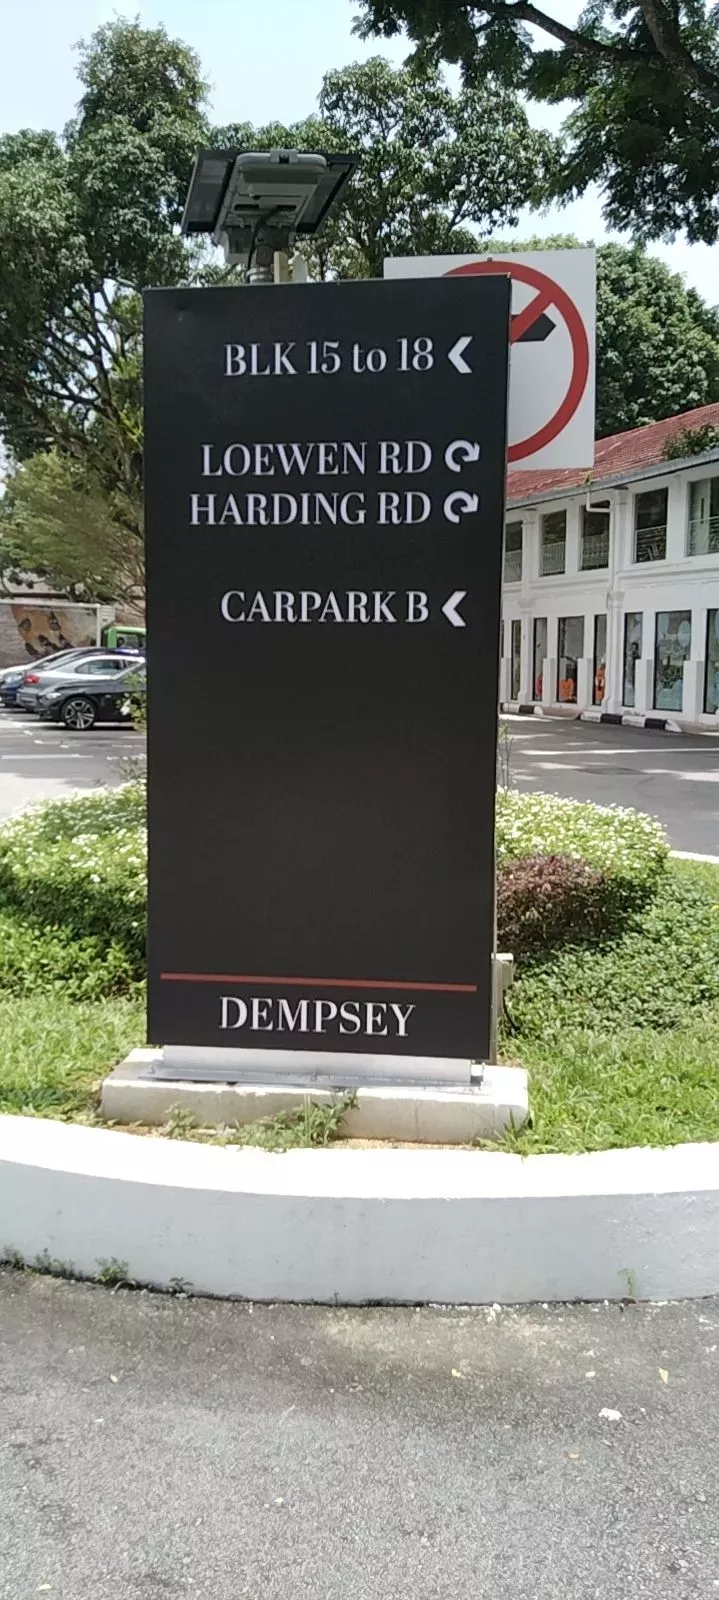 BLK 15 to 18
LOEWEN RD
HARDING RD
CARPARK B
DEMPSEY